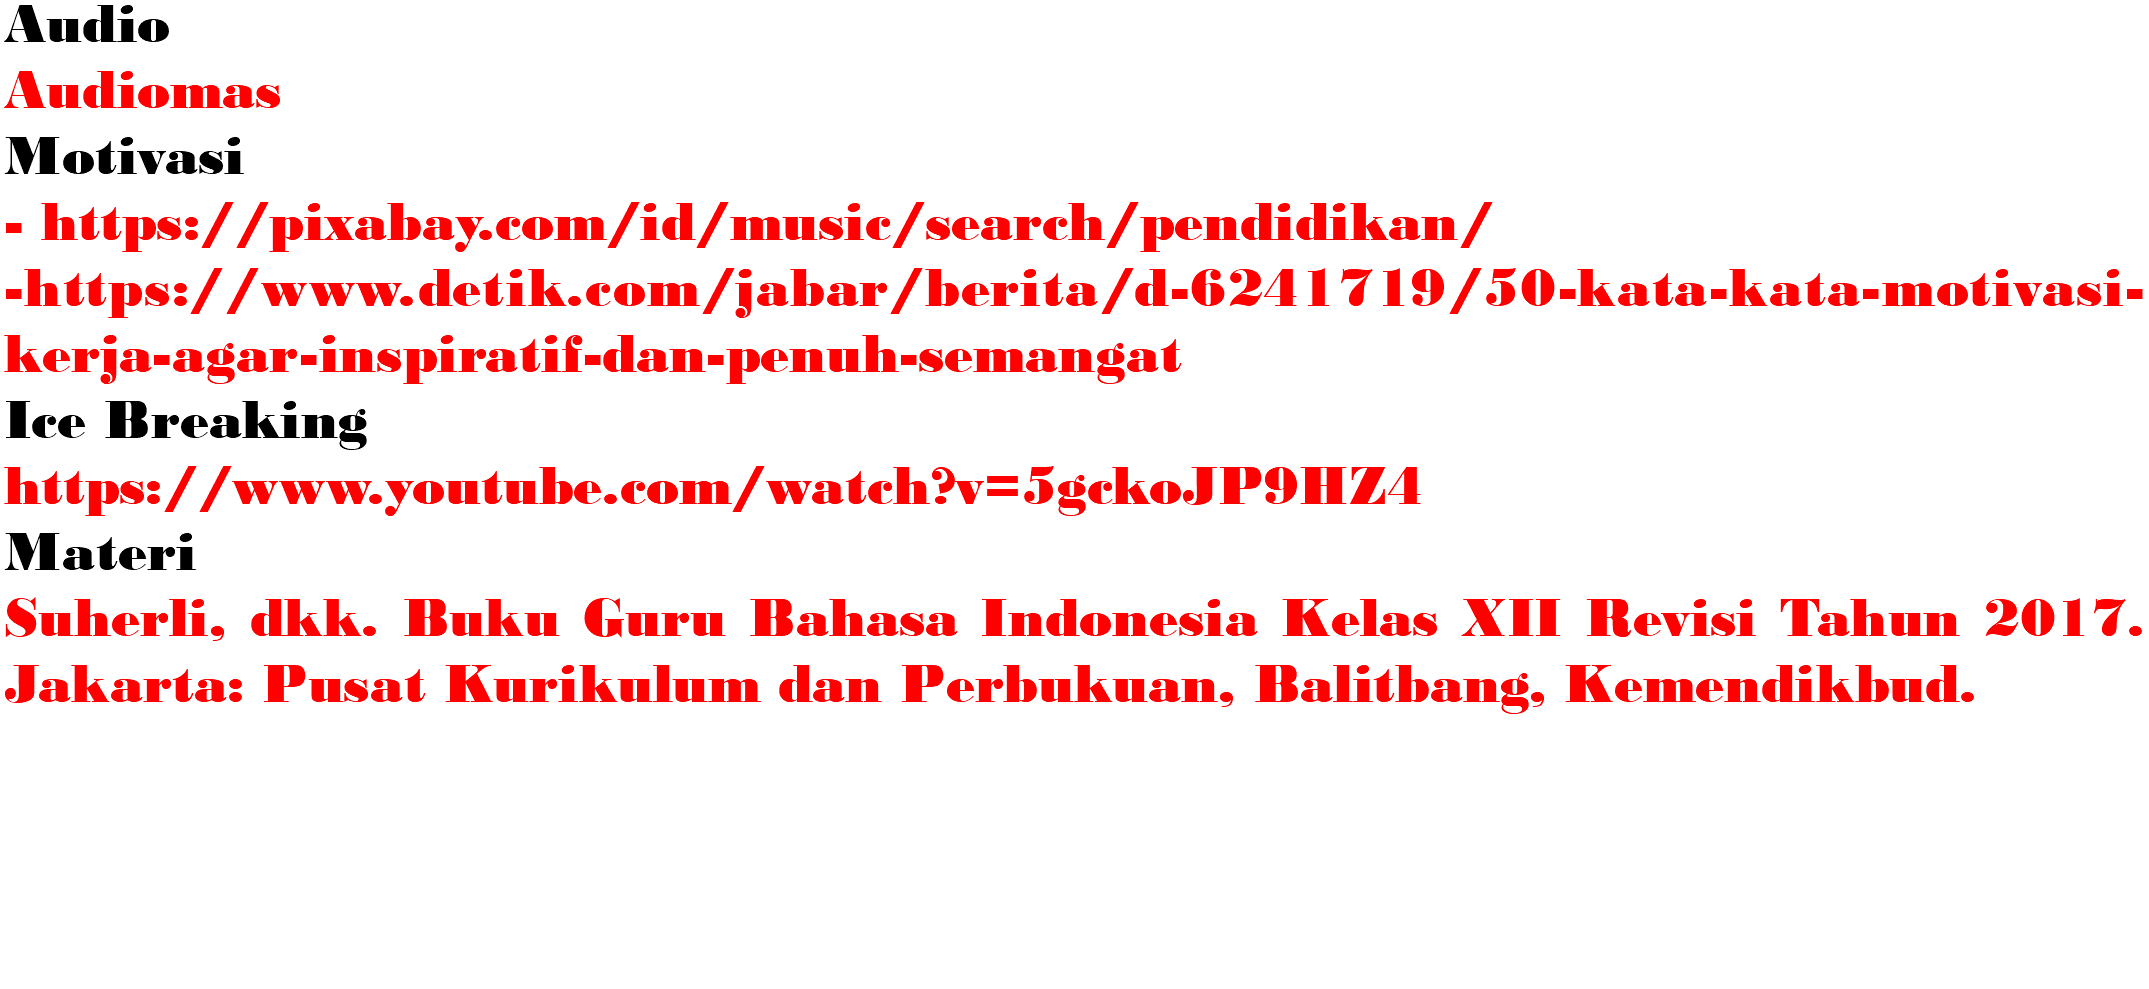 Audio
Audiomas
Motivasi
- https://pixabay.com/id/music/search/pendidikan/
-https://www.detik.com/jabar/berita/d-6241719/50-kata-kata-motivasi-
kerja-agar-inspiratif-dan-penuh-semangat
Ice Breaking
https://www.youtube.com/watch?v=5gckoJP9HZ4
Materi
Suherli, dkk. Buku Guru Bahasa Indonesia Kelas XII Revisi Tahun 2017.
Jakarta: Pusat Kurikulum dan Perbukuan, Balitbang, Kemendikbud.